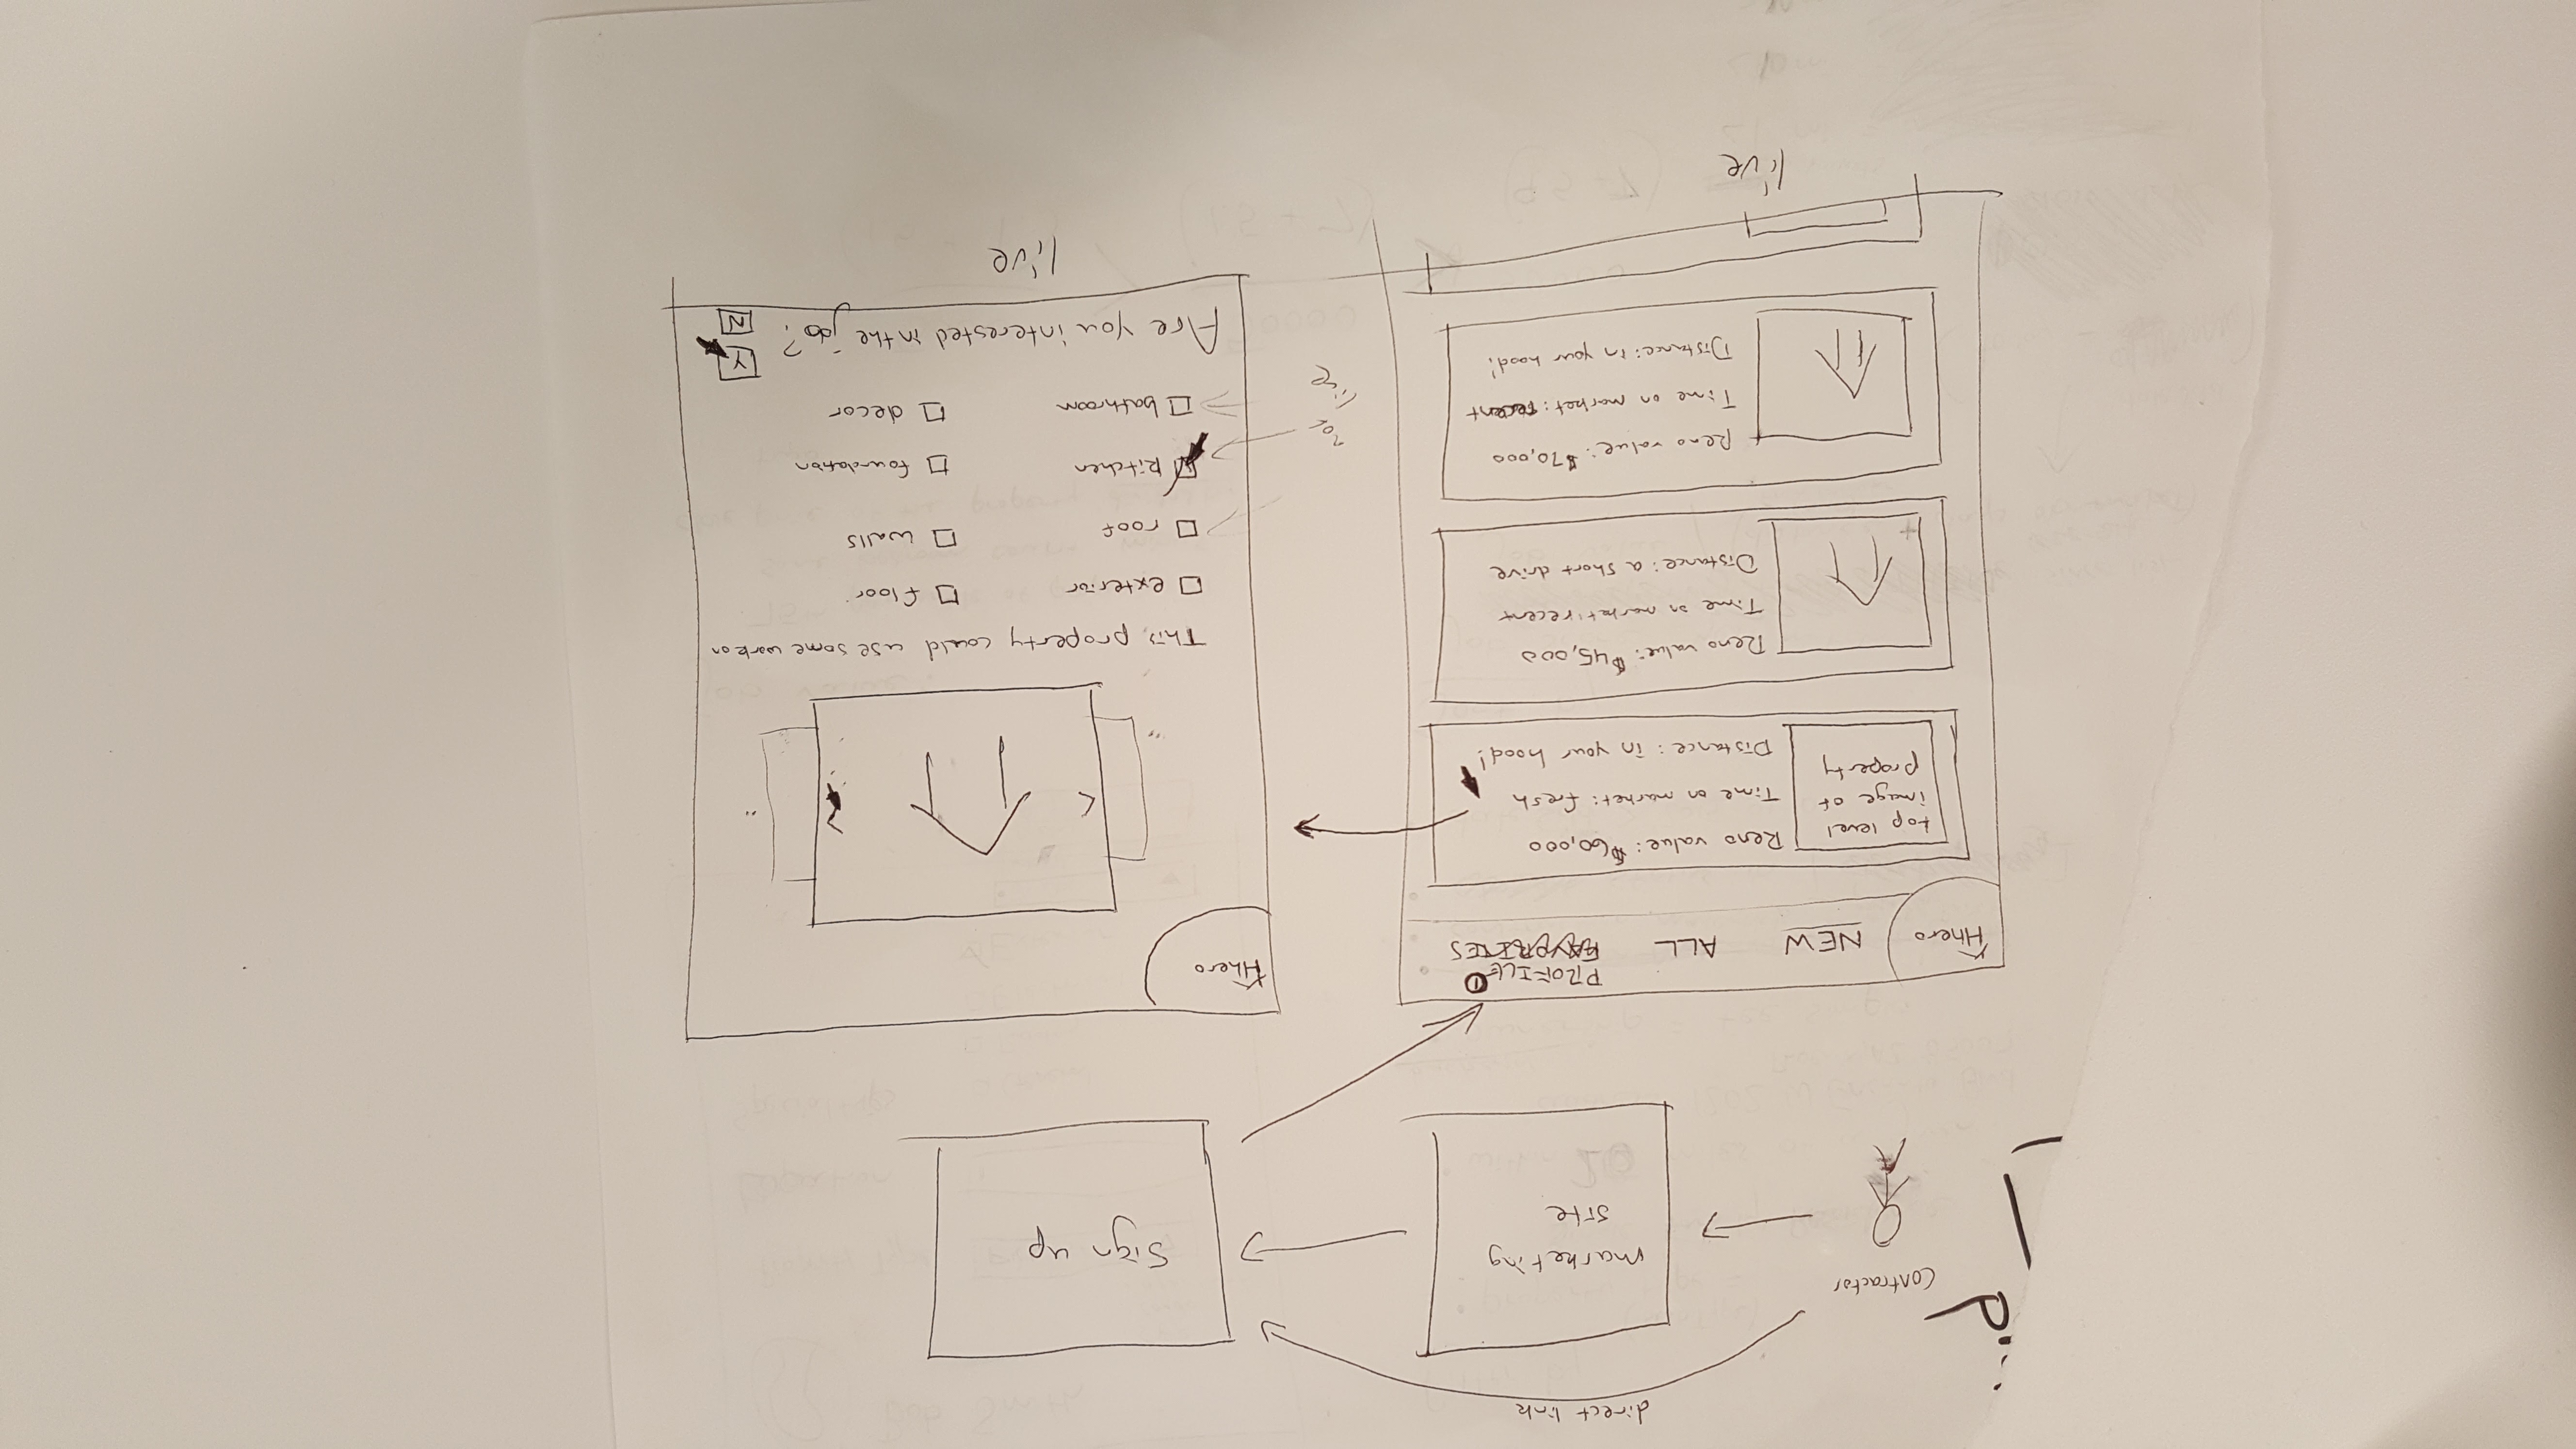 contractor
direct link
marketing
site
Sign up
Hhero
NEW
ALL
PROFILE 1
FAVORITES
top level
image of
property
Reno value: $60,000
Time on market: fresh
Distance: in your hood!
Reno value: $45,000
Time on market: recent
Distance: a short drive
Reno value: $70,000
Time on market: recent
Distance: in your hood!
live
Hhero
This property could use some work on
exterior
floor
roof
walls
kitchen
foundation
bathroom
decor
Are you interested in the job?
Y
N
live